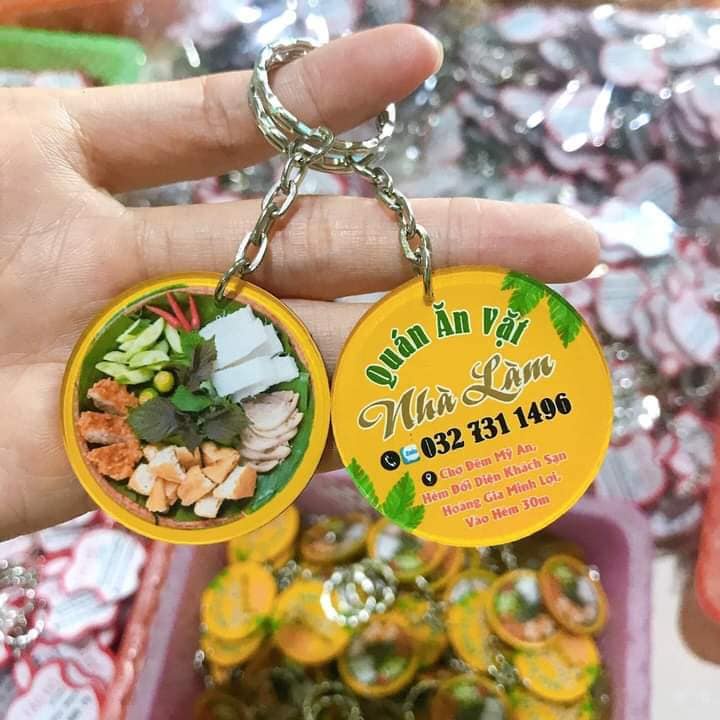 Quán Ăn Vặt
Nhà Làm
Zalo 032 731 1496
Chợ Đêm Mỹ An,
Hẻm Đối Diện Khách Sạn
Hoàng Gia Minh Lợi,
Vào Hẻm 30m